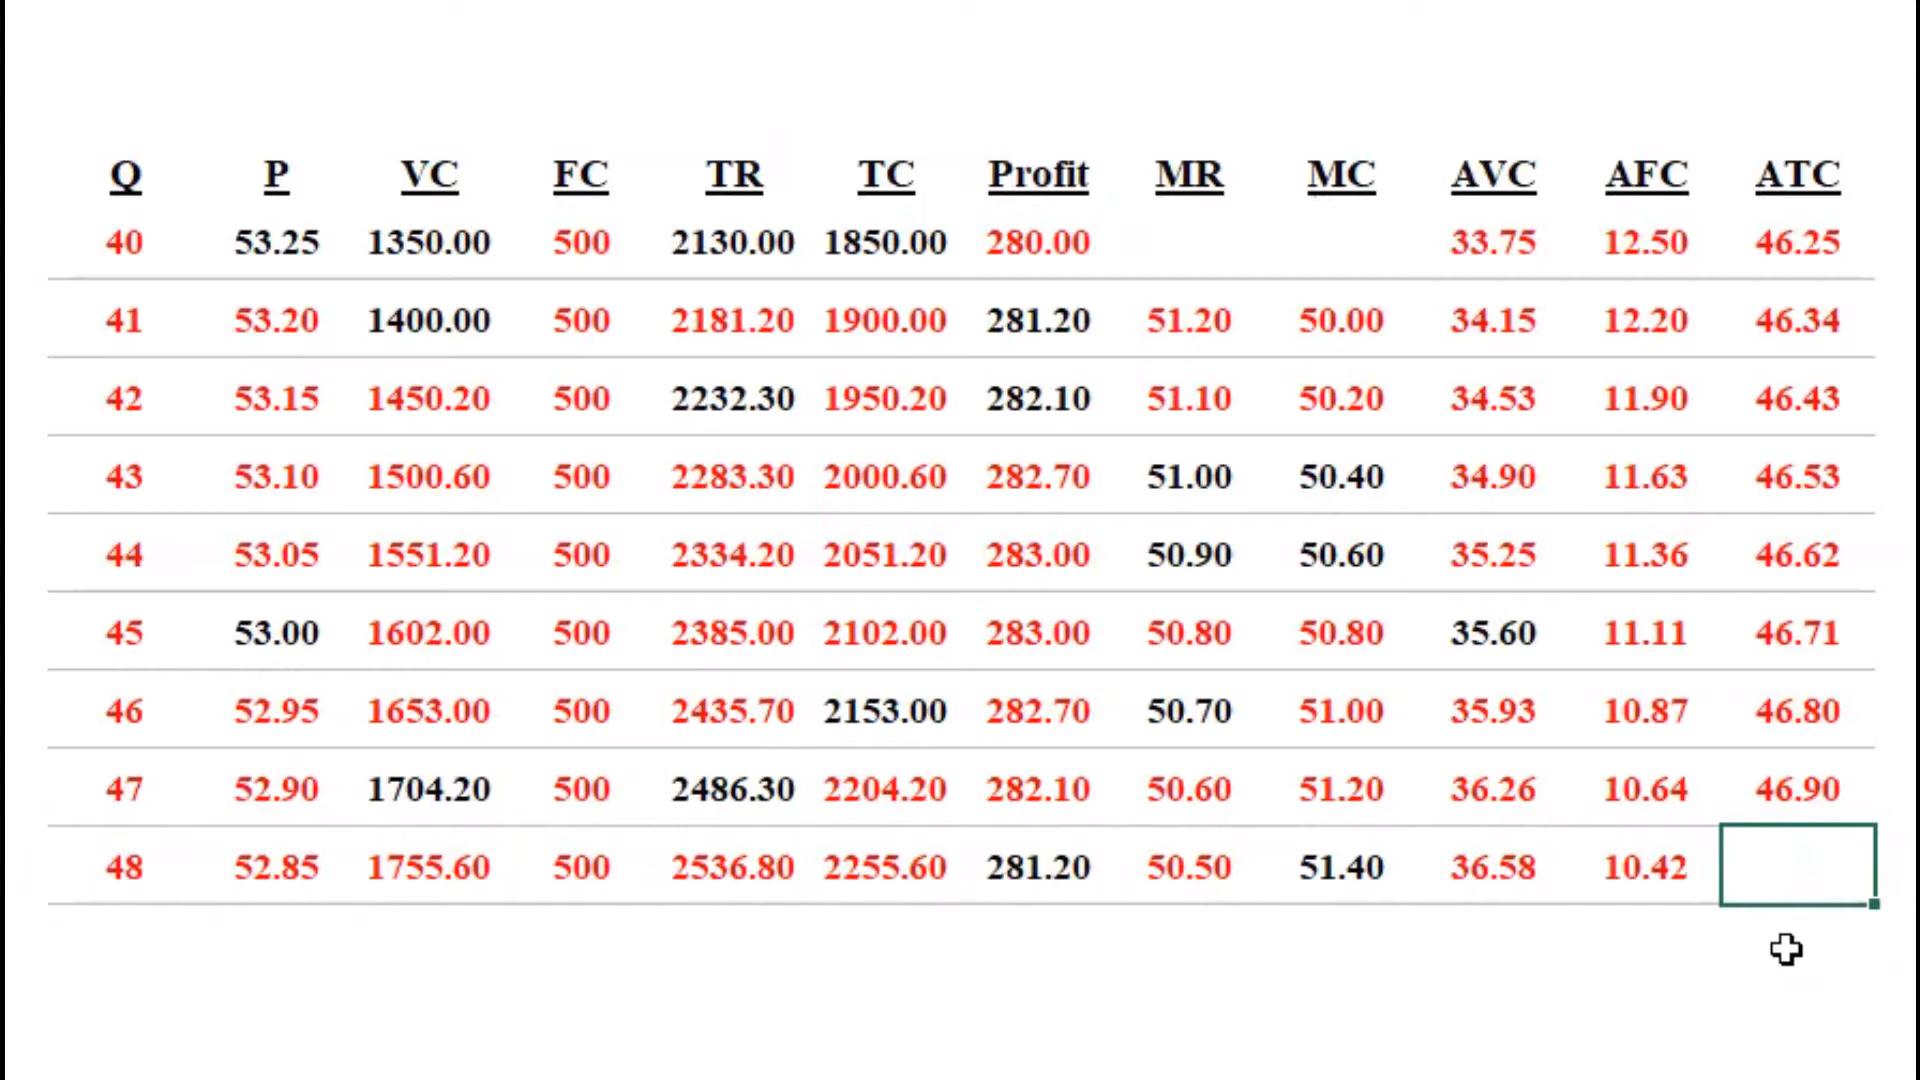 Q P VC FC TR TC Profit MR MC AVC AFC ATC
40 53.25 1350.00 500 2130.00 1850.00 280.00 33.75 12.50 46.25
41 53.20 1400.00 500 2181.20 1900.00 281.20 51.20 50.00 34.15 12.20 46.34
42 53.15 1450.20 500 2232.30 1950.20 282.10 51.10 50.20 34.53 11.90 46.43
43 53.10 1500.60 500 2283.30 2000.60 282.70 51.00 50.40 34.90 11.63 46.53
44 53.05 1551.20 500 2334.20 2051.20 283.00 50.90 50.60 35.25 11.36 46.62
45 53.00 1602.00 500 2385.00 2102.00 283.00 50.80 50.80 35.60 11.11 46.71
46 52.95 1653.00 500 2435.70 2153.00 282.70 50.70 51.00 35.93 10.87 46.80
47 52.90 1704.20 500 2486.30 2204.20 282.10 50.60 51.20 36.26 10.64 46.90
48 52.85 1755.60 500 2536.80 2255.60 281.20 50.50 51.40 36.58 10.42